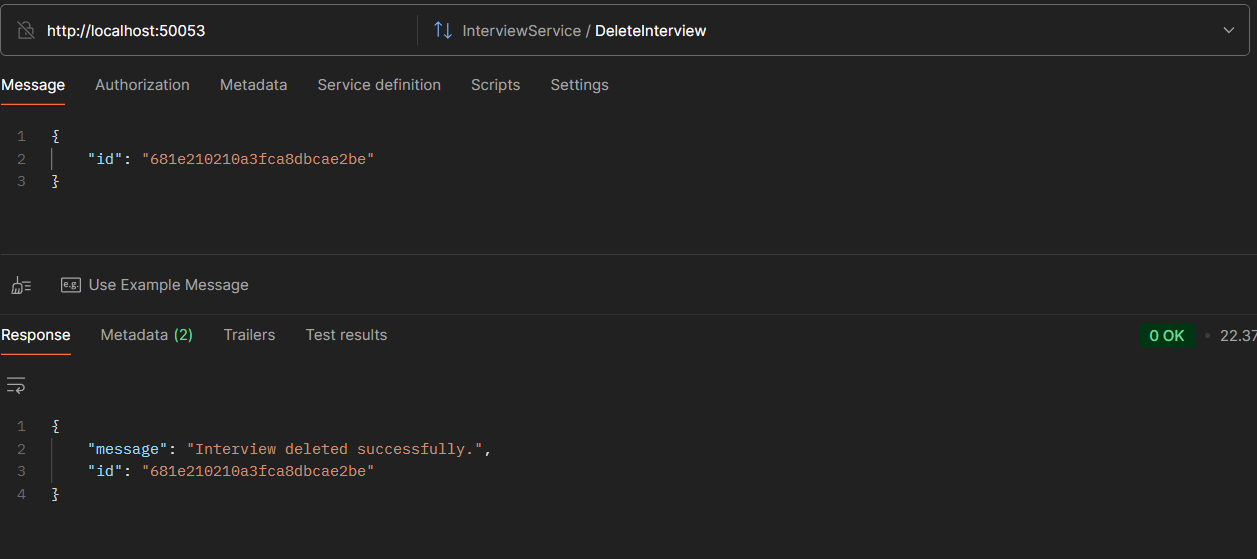 http://localhost:50053 InterviewService / DeleteInterview
Message Authorization Metadata Service definition Scripts Settings
1 {
2 "id": "681e210210a3fca8dbcae2be"
3 }
e.g. Use Example Message
Response Metadata (2) Trailers Test results 0 OK • 22.37
1 {
2 "message": "Interview deleted successfully.",
3 "id": "681e210210a3fca8dbcae2be"
4 }